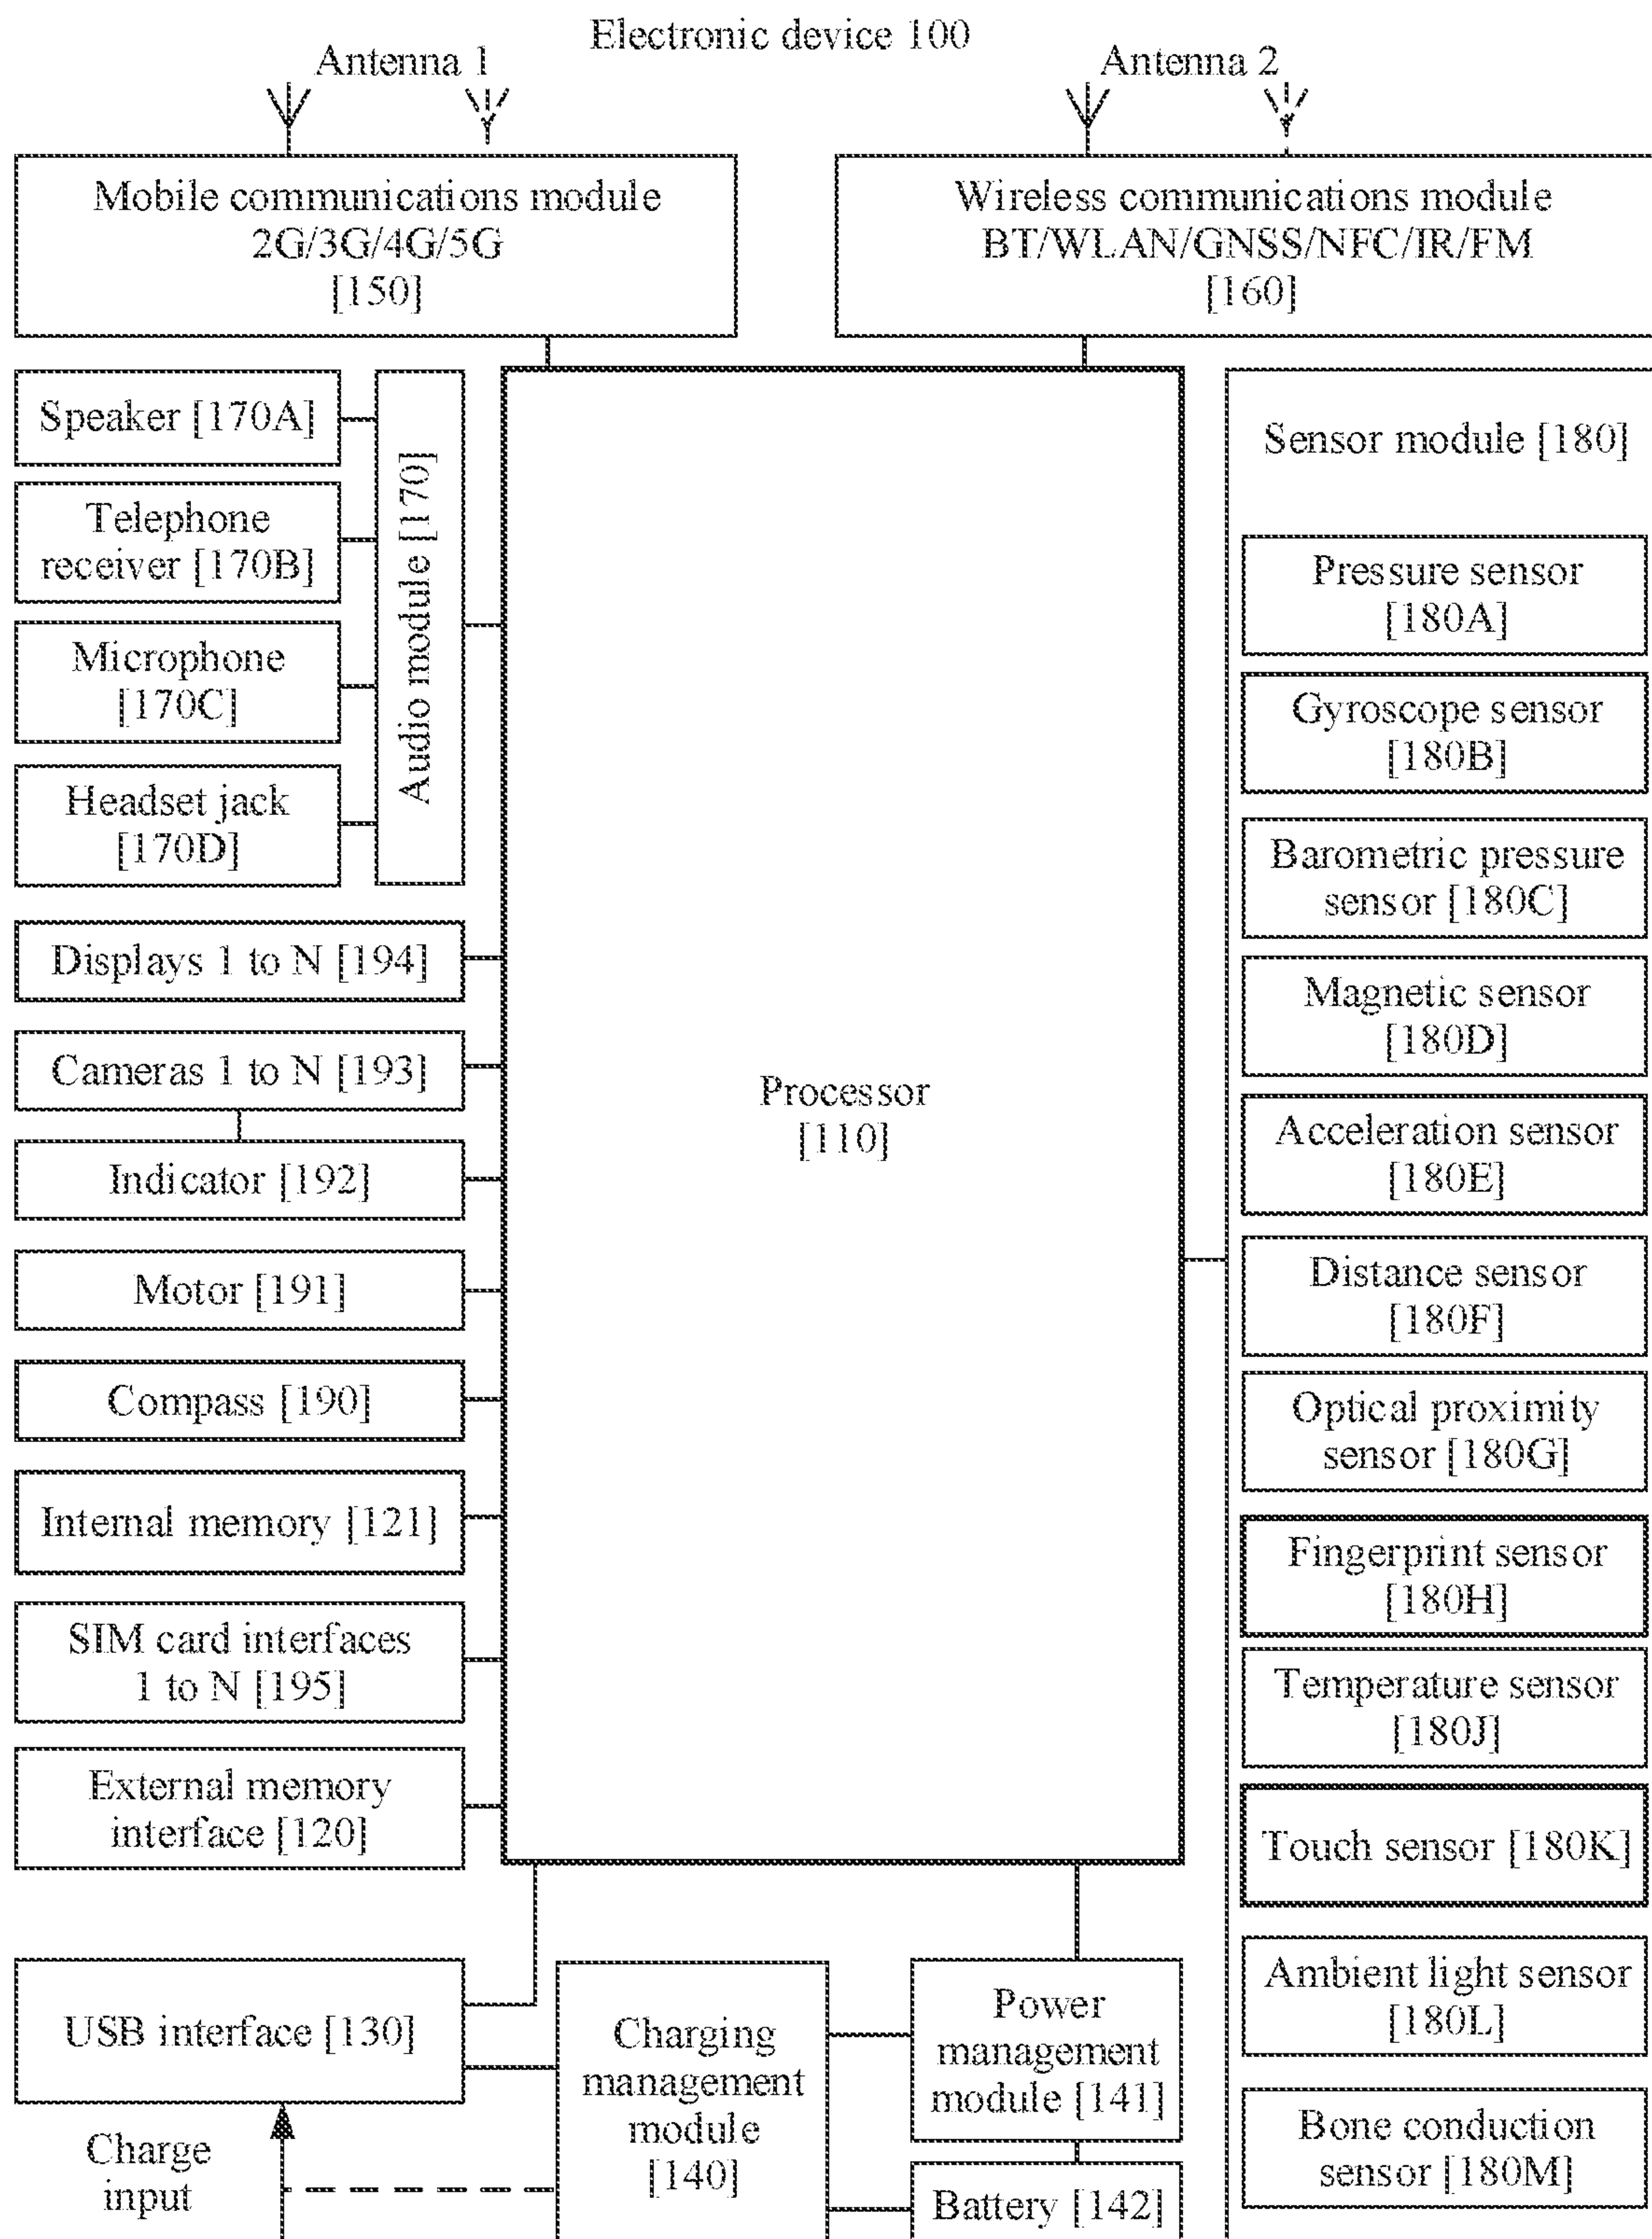 Electronic device 100
Antenna 1
Antenna 2
Mobile communications module
2G/3G/4G/5G
[150]
Wireless communications module
BT/WLAN/GNSS/NFC/IR/FM
[160]
Speaker [170A]
Telephone
receiver [170B]
Microphone
[170C]
Headset jack
[170D]
Audio module [170]
Displays 1 to N [194]
Cameras 1 to N [193]
Indicator [192]
Motor [191]
Compass [190]
Internal memory [121]
SIM card interfaces
1 to N [195]
External memory
interface [120]
Processor
[110]
Sensor module [180]
Pressure sensor
[180A]
Gyroscope sensor
[180B]
Barometric pressure
sensor [180C]
Magnetic sensor
[180D]
Acceleration sensor
[180E]
Distance sensor
[180F]
Optical proximity
sensor [180G]
Fingerprint sensor
[180H]
Temperature sensor
[180J]
Touch sensor [180K]
Ambient light sensor
[180L]
Bone conduction
sensor [180M]
USB interface [130]
Charge
input
Charging
management
module
[140]
Power
management
module [141]
Battery [142]